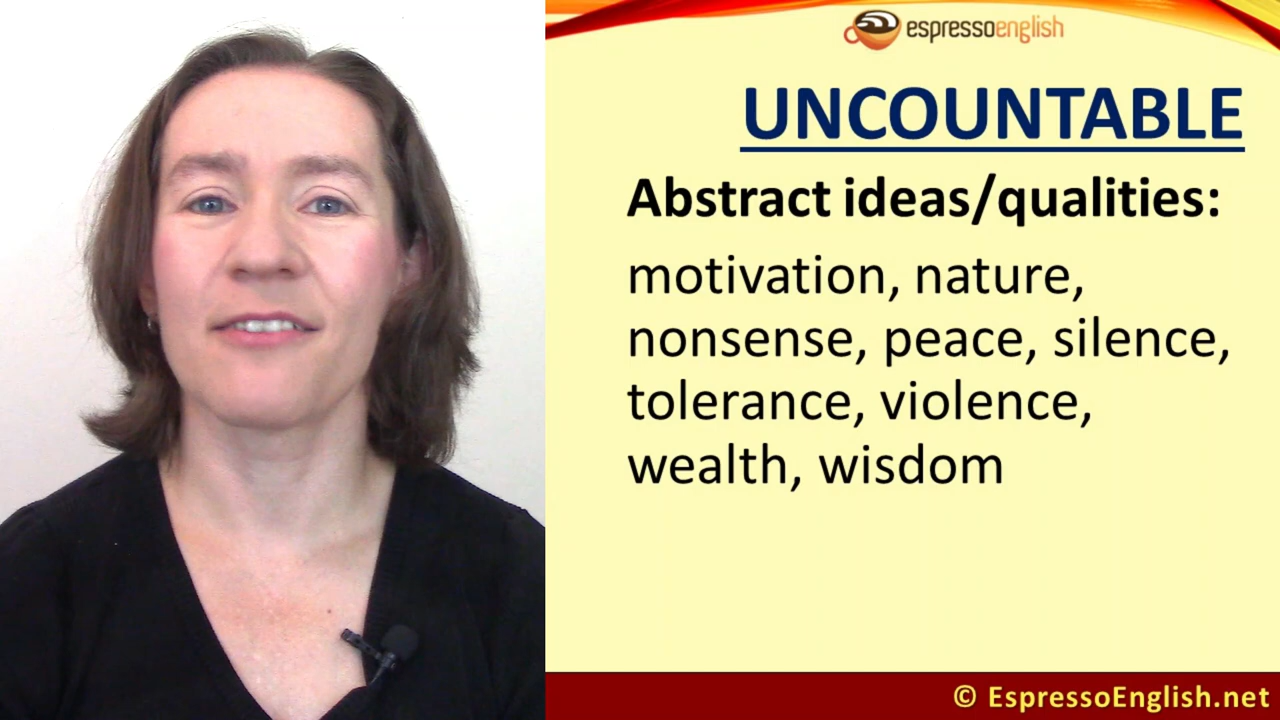 espressoenglish
UNCOUNTABLE
Abstract ideas/qualities:
motivation, nature,
nonsense, peace, silence,
tolerance, violence,
wealth, wisdom
© EspressoEnglish.net